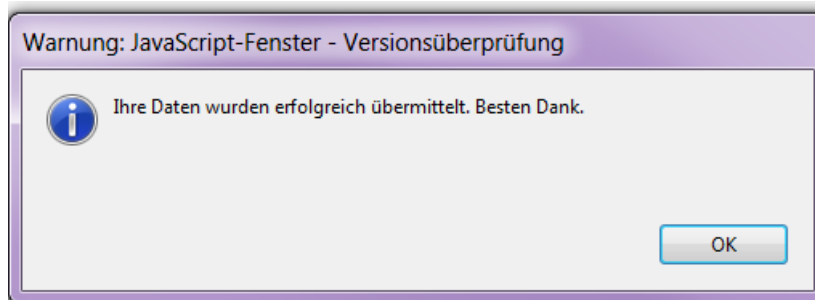 Warnung: JavaScript-Fenster - Versionsüberprüfung
Ihre Daten wurden erfolgreich übermittelt. Besten Dank.
OK